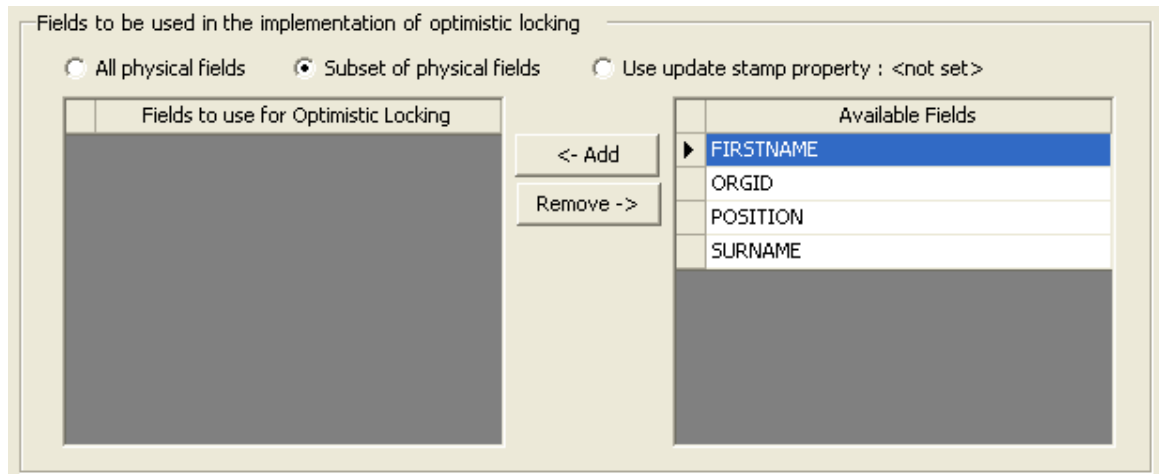 Fields to be used in the implementation of optimistic locking
All physical fields Subset of physical fields Use update stamp property : <not set>
Fields to use for Optimistic Locking
<- Add
Remove ->
Available Fields
FIRSTNAME
ORGID
POSITION
SURNAME